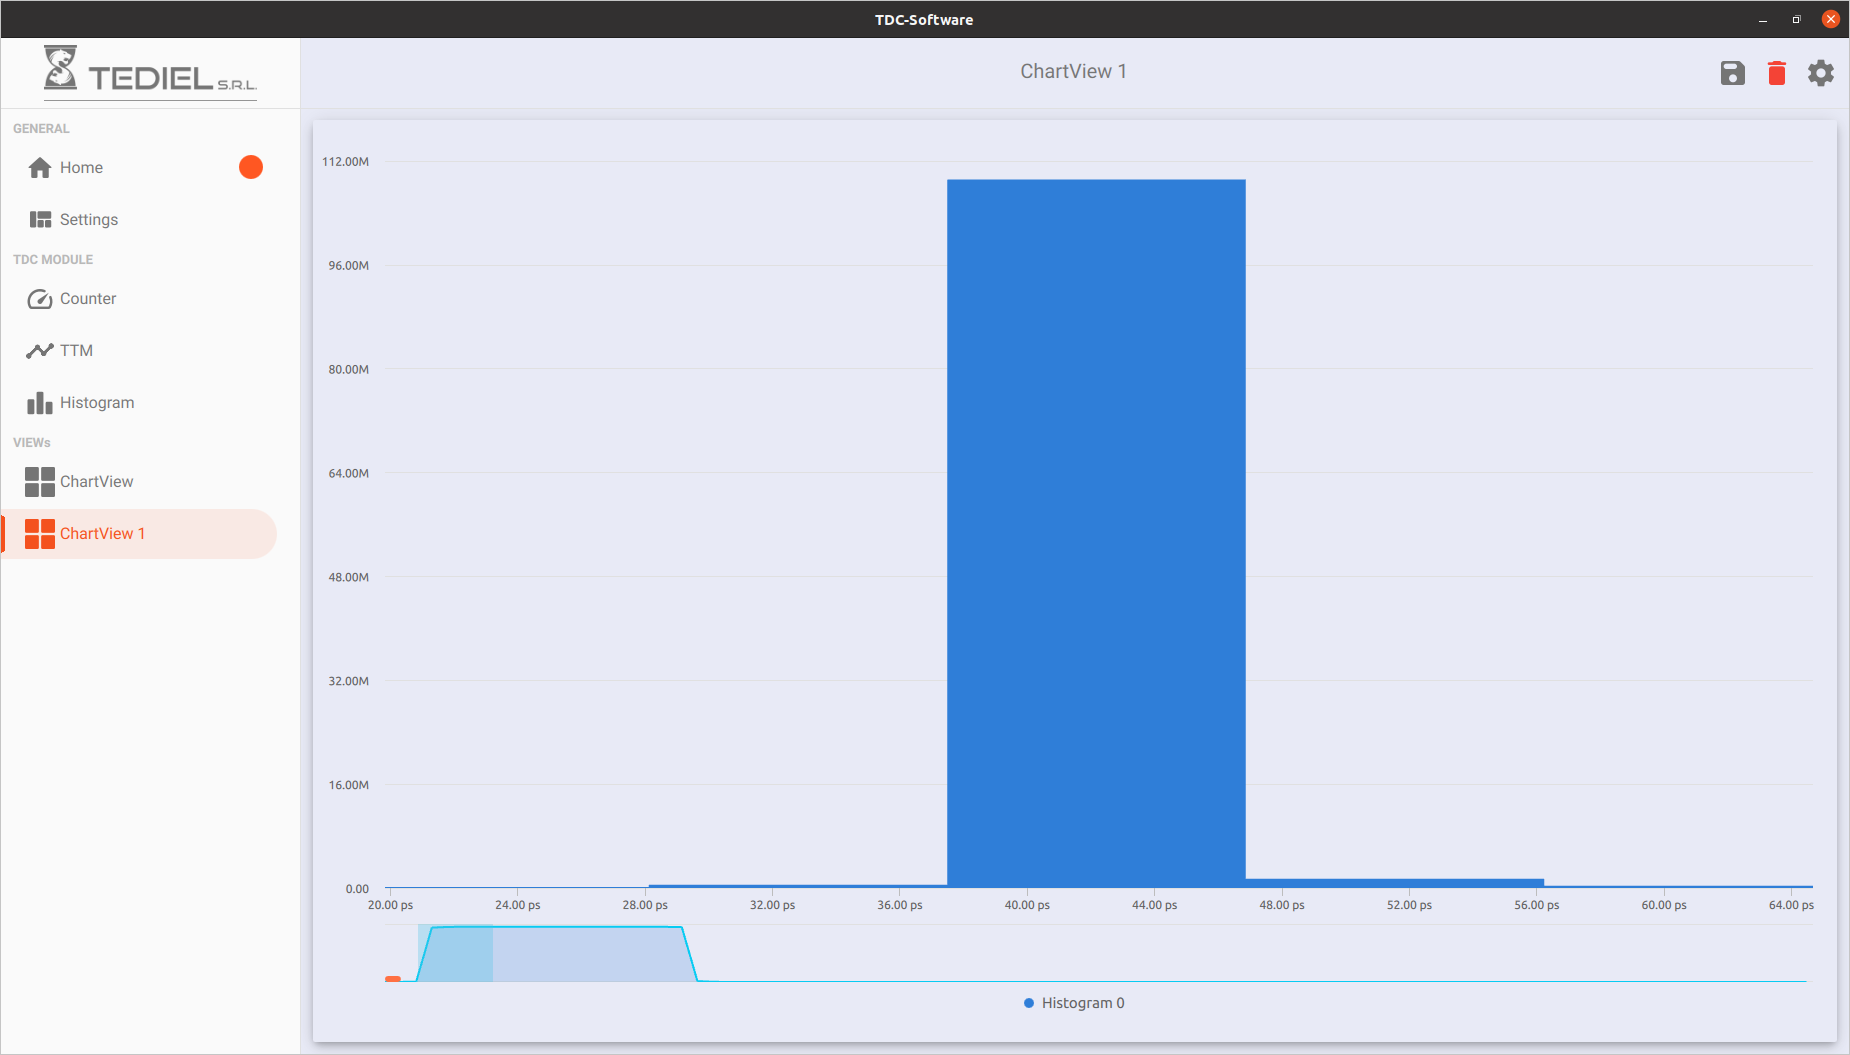 TDC-Software
TEDIEL S.R.L.
ChartView 1
GENERAL
Home
Settings
TDC MODULE
Counter
TTM
Histogram
VIEWs
ChartView
ChartView 1
112.00M
96.00M
80.00M
64.00M
48.00M
32.00M
16.00M
0.00
20.00 ps 24.00 ps 28.00 ps 32.00 ps 36.00 ps 40.00 ps 44.00 ps 48.00 ps 52.00 ps 56.00 ps 60.00 ps 64.00 ps
Histogram 0